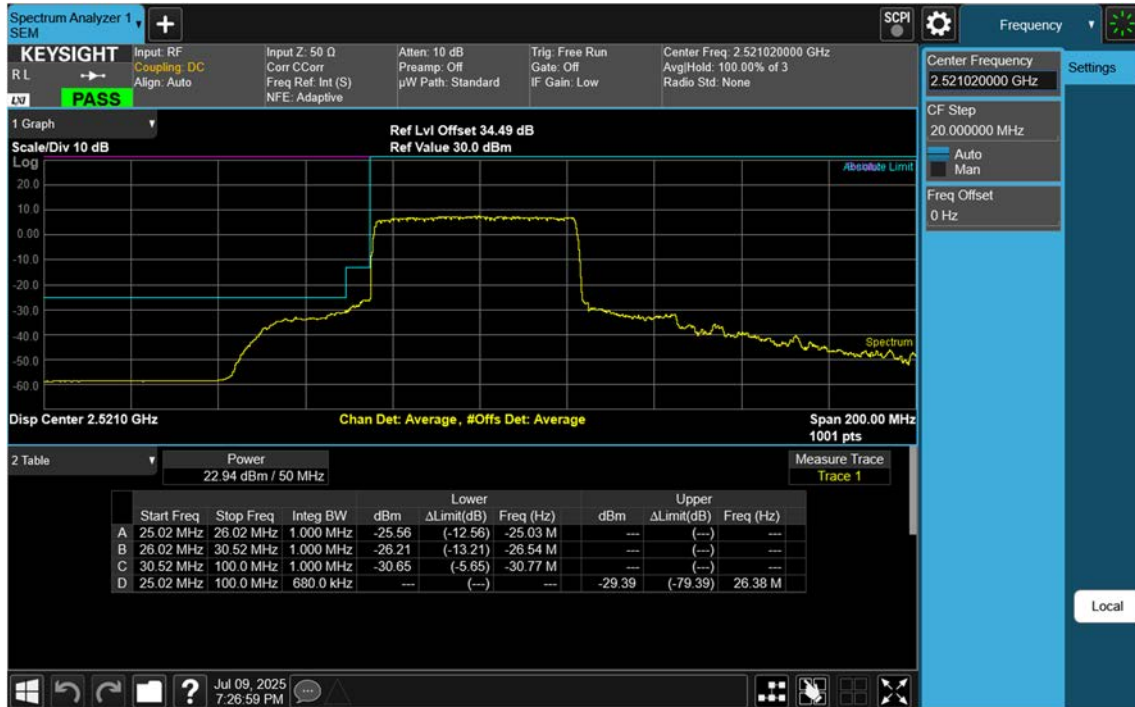 Spectrum Analyzer 1
SEM
+
SCPI
Frequency
KEYSIGHT
R L
LXI
PASS
Input: RF
Coupling: DC
Align: Auto
Input Z: 50 Ω
Corr CCorr
Freq Ref: Int (S)
NFE: Adaptive
Atten: 10 dB
Preamp: Off
µW Path: Standard
Trig: Free Run
Gate: Off
IF Gain: Low
Center Freq: 2.521020000 GHz
Avg|Hold: 100.00% of 3
Radio Std: None
Center Frequency
2.521020000 GHz
Settings
CF Step
20.000000 MHz
Auto
Man
Freq Offset
0 Hz
1 Graph
Scale/Div 10 dB
Ref Lvl Offset 34.49 dB
Ref Value 30.0 dBm
Log
Absolute Limit
20.0
10.0
0.00
-10.0
-20.0
-30.0
-40.0
-50.0
-60.0
Spectrum
Disp Center 2.5210 GHz
Chan Det: Average, #Offs Det: Average
Span 200.00 MHz
1001 pts
2 Table
Power
22.94 dBm / 50 MHz
Measure Trace
Trace 1
Lower Upper
Start Freq Stop Freq Integ BW dBm ΔLimit(dB) Freq (Hz) dBm ΔLimit(dB) Freq (Hz)
A 25.02 MHz 26.02 MHz 1.000 MHz -25.56 (-12.56) -25.03 M --- (---) ---
B 26.02 MHz 30.52 MHz 1.000 MHz -26.21 (-13.21) -26.54 M --- (---) ---
C 30.52 MHz 100.0 MHz 1.000 MHz -30.65 (-5.65) -30.77 M --- (---) ---
D 25.02 MHz 100.0 MHz 680.0 kHz --- (---) --- -29.39 (-79.39) 26.38 M
Local
?
Jul 09, 2025
7:26:59 PM